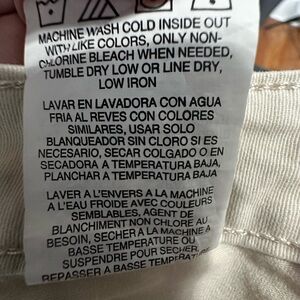 MACHINE WASH COLD INSIDE OUT
WITH LIKE COLORS, ONLY NON-
CHLORINE BLEACH WHEN NEEDED,
TUMBLE DRY LOW OR LINE DRY,
LOW IRON
LAVAR EN LAVADORA CON AGUA
FRIA AL REVES CON COLORES
SIMILARES, USAR SOLO
BLANQUEADOR SIN CLORO SI ES
NECESARIO, SECAR COLGADO O EN
SECADORA A TEMPERATURA BAJA,
PLANCHAR A TEMPERATURA BAJA
LAVER A L'ENVERS A LA MACHINE
A L'EAU FROIDE AVEC COULEURS
SEMBLABLES, AGENT DE
BLANCHIMENT NON CHLORE AU
BESOIN, SECHER A LA MACHINE A
BASSE TEMPERATURE OU
SUSPENDRE POUR SECHER,
REPASSER A BASSE TEMPERATURE